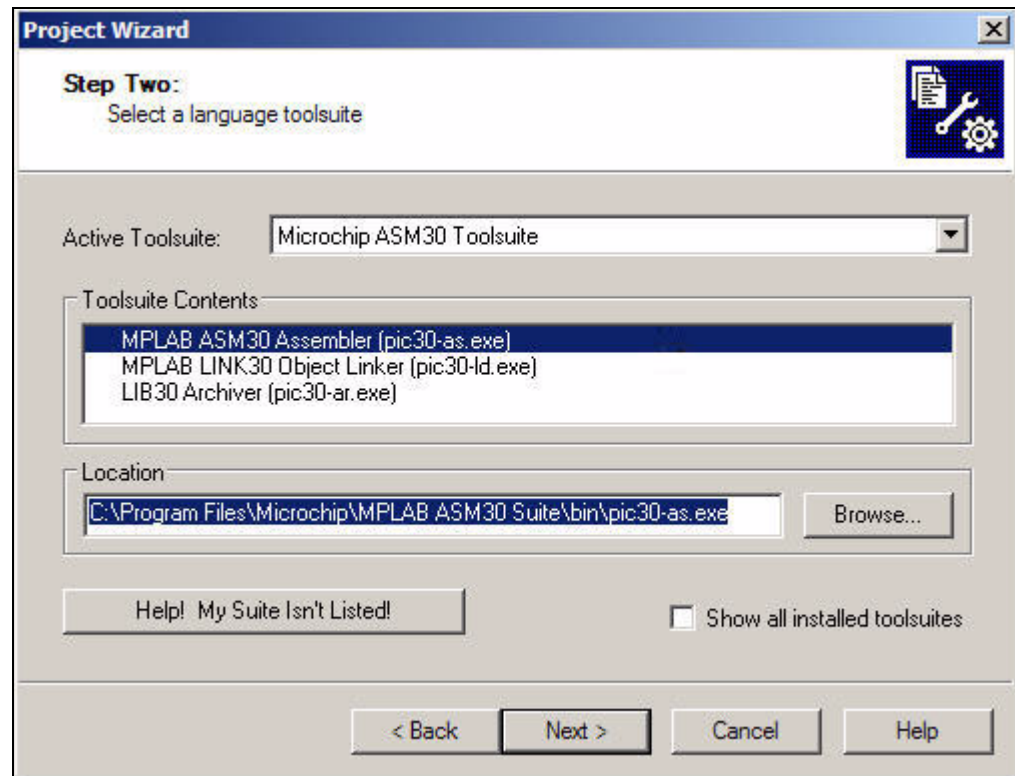 Project Wizard
Step Two:
Select a language toolsuite
Active Toolsuite: Microchip ASM30 Toolsuite
Toolsuite Contents
MPLAB ASM30 Assembler (pic30-as.exe)
MPLAB LINK30 Object Linker (pic30-ld.exe)
LIB30 Archiver (pic30-ar.exe)
Location
C:\Program Files\Microchip\MPLAB ASM30 Suite\bin\pic30-as.exe Browse...
Help! My Suite Isn't Listed! Show all installed toolsuites
< Back Next > Cancel Help